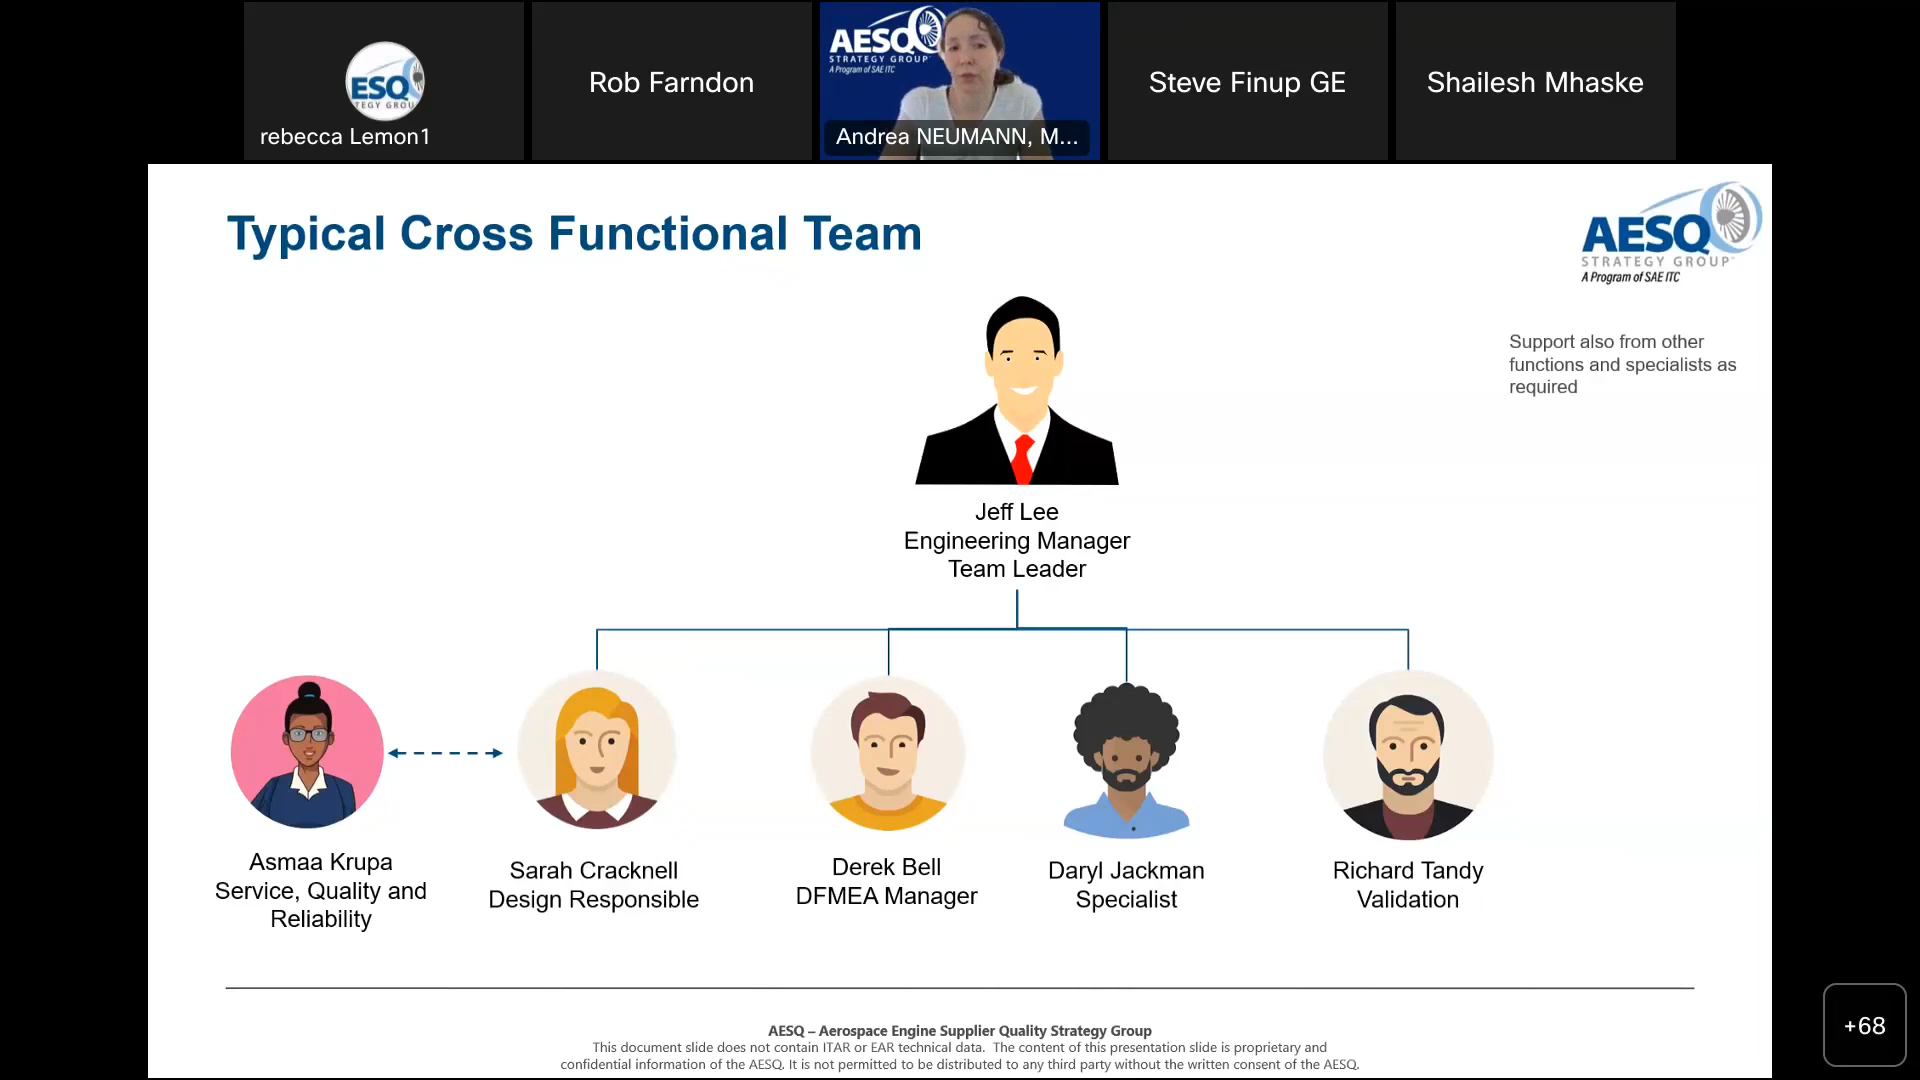 ESQ
TEGY GROU
rebecca Lemon1
Rob Farndon
AESQ
STRATEGY GROUP
A Program of SAE ITC
Andrea NEUMANN, M...
Steve Finup GE
Shailesh Mhaske
Typical Cross Functional Team
AESQ
STRATEGY GROUP
A Program of SAE ITC
Support also from other
functions and specialists as
required
Jeff Lee
Engineering Manager
Team Leader
Asmaa Krupa
Service, Quality and
Reliability
Sarah Cracknell
Design Responsible
Derek Bell
DFMEA Manager
Daryl Jackman
Specialist
Richard Tandy
Validation
AESQ – Aerospace Engine Supplier Quality Strategy Group
This document slide does not contain ITAR or EAR technical data.  The content of this presentation slide is proprietary and
confidential information of the AESQ. It is not permitted to be distributed to any third party without the written consent of the AESQ.
+68